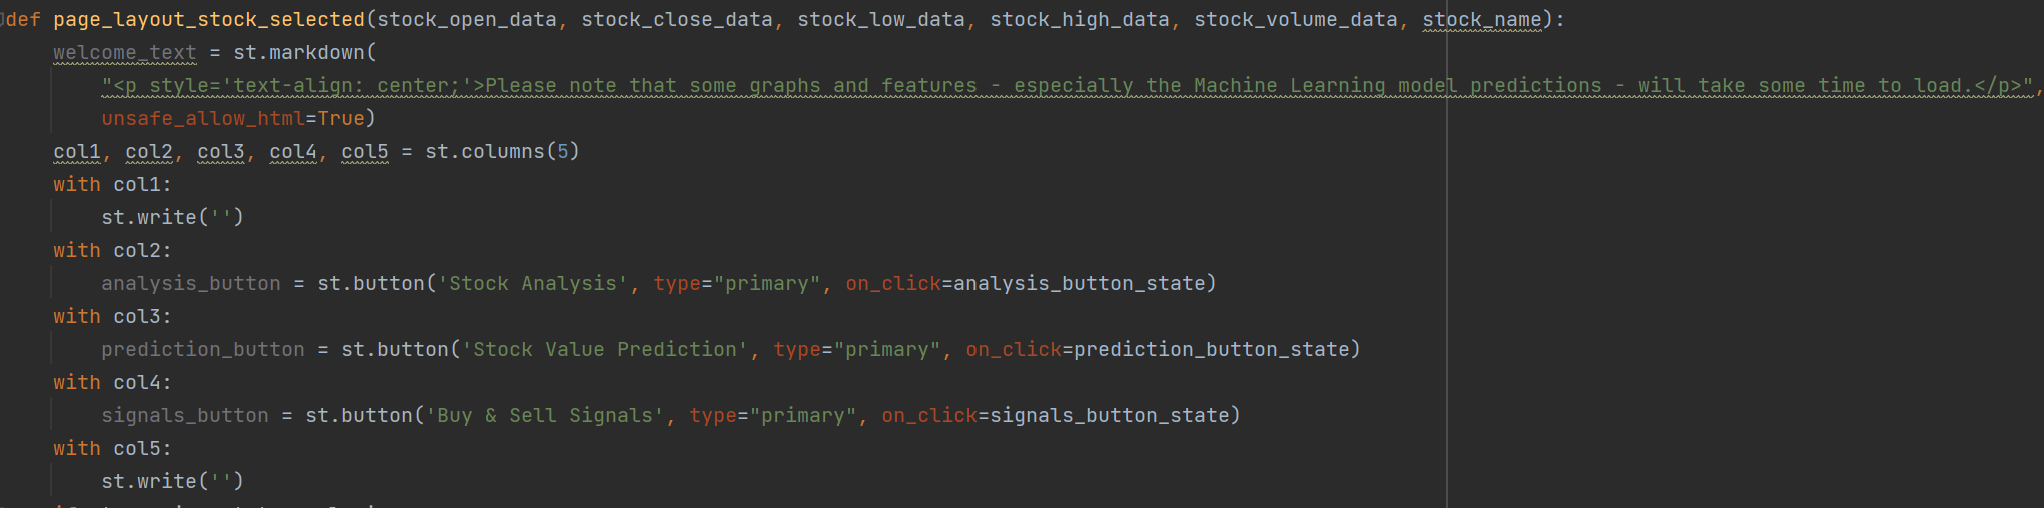 def page_layout_stock_selected(stock_open_data, stock_close_data, stock_low_data, stock_high_data, stock_volume_data, stock_name):
    welcome_text = st.markdown(
        "<p style='text-align: center;'>Please note that some graphs and features - especially the Machine Learning model predictions - will take some time to load.</p>",
        unsafe_allow_html=True)
    col1, col2, col3, col4, col5 = st.columns(5)
    with col1:
        st.write('')
    with col2:
        analysis_button = st.button('Stock Analysis', type="primary", on_click=analysis_button_state)
    with col3:
        prediction_button = st.button('Stock Value Prediction', type="primary", on_click=prediction_button_state)
    with col4:
        signals_button = st.button('Buy & Sell Signals', type="primary", on_click=signals_button_state)
    with col5:
        st.write('')